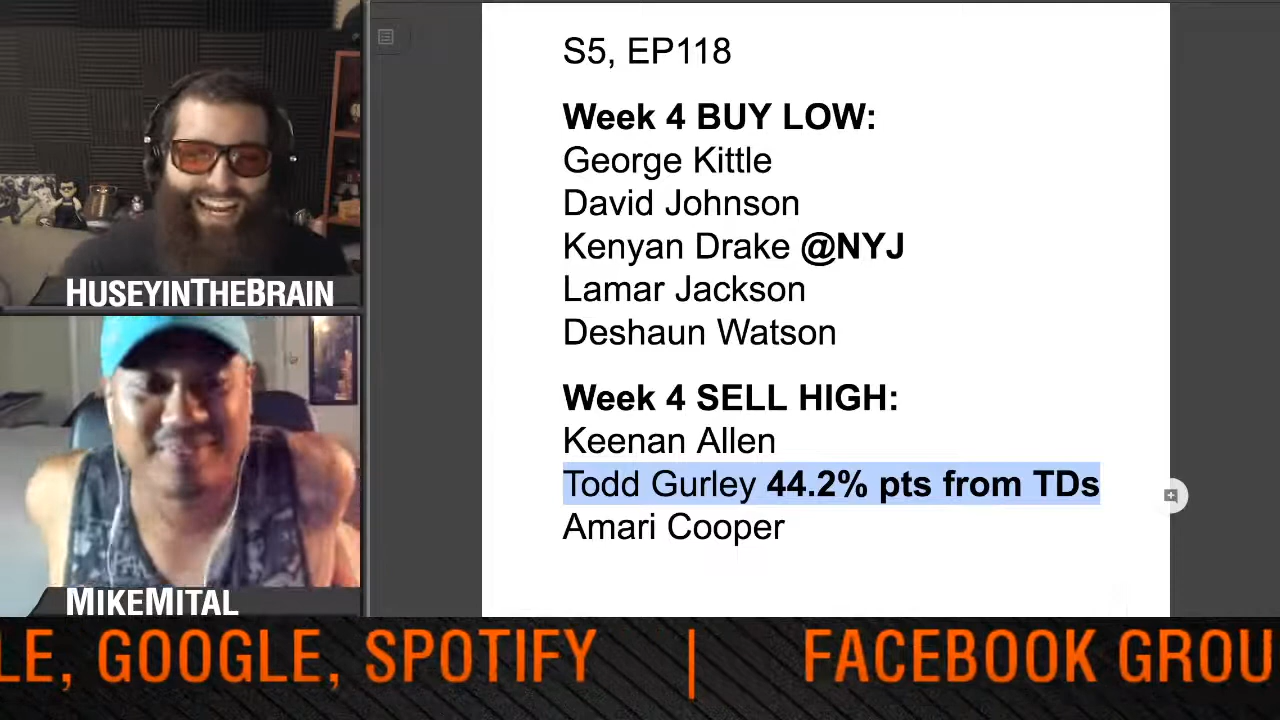 S5, EP118
Week 4 BUY LOW:
George Kittle
David Johnson
Kenyan Drake @NYJ
Lamar Jackson
Deshaun Watson
Week 4 SELL HIGH:
Keenan Allen
Todd Gurley 44.2% pts from TDs
Amari Cooper
HUSEYINTHEBRAIN
MIKEMITAL
LE, GOOGLE, SPOTIFY | FACEBOOK GROU